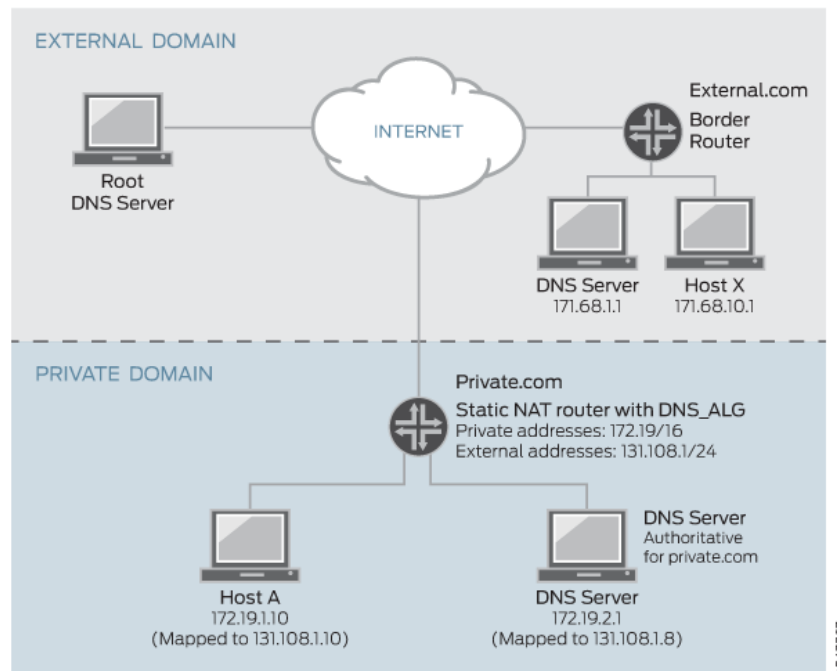 EXTERNAL DOMAIN
INTERNET
Root
DNS Server
External.com
Border
Router
DNS Server
171.68.1.1
Host X
171.68.10.1
PRIVATE DOMAIN
Private.com
Static NAT router with DNS_ALG
Private addresses: 172.19/16
External addresses: 131.108.1/24
Host A
172.19.1.10
(Mapped to 131.108.1.10)
DNS Server
172.19.2.1
(Mapped to 131.108.1.8)
DNS Server
Authoritative
for private.com